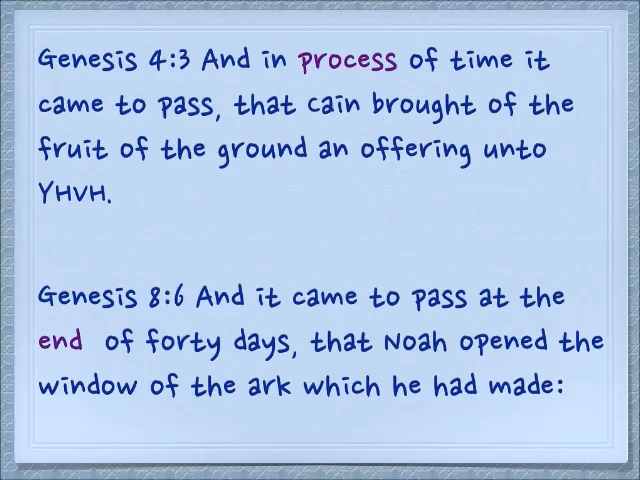 Genesis 4:3 And in process of time it
came to pass, that Cain brought of the
fruit of the ground an offering unto
YHVH.
Genesis 8:6 And it came to pass at the
end of forty days, that Noah opened the
window of the ark which he had made: